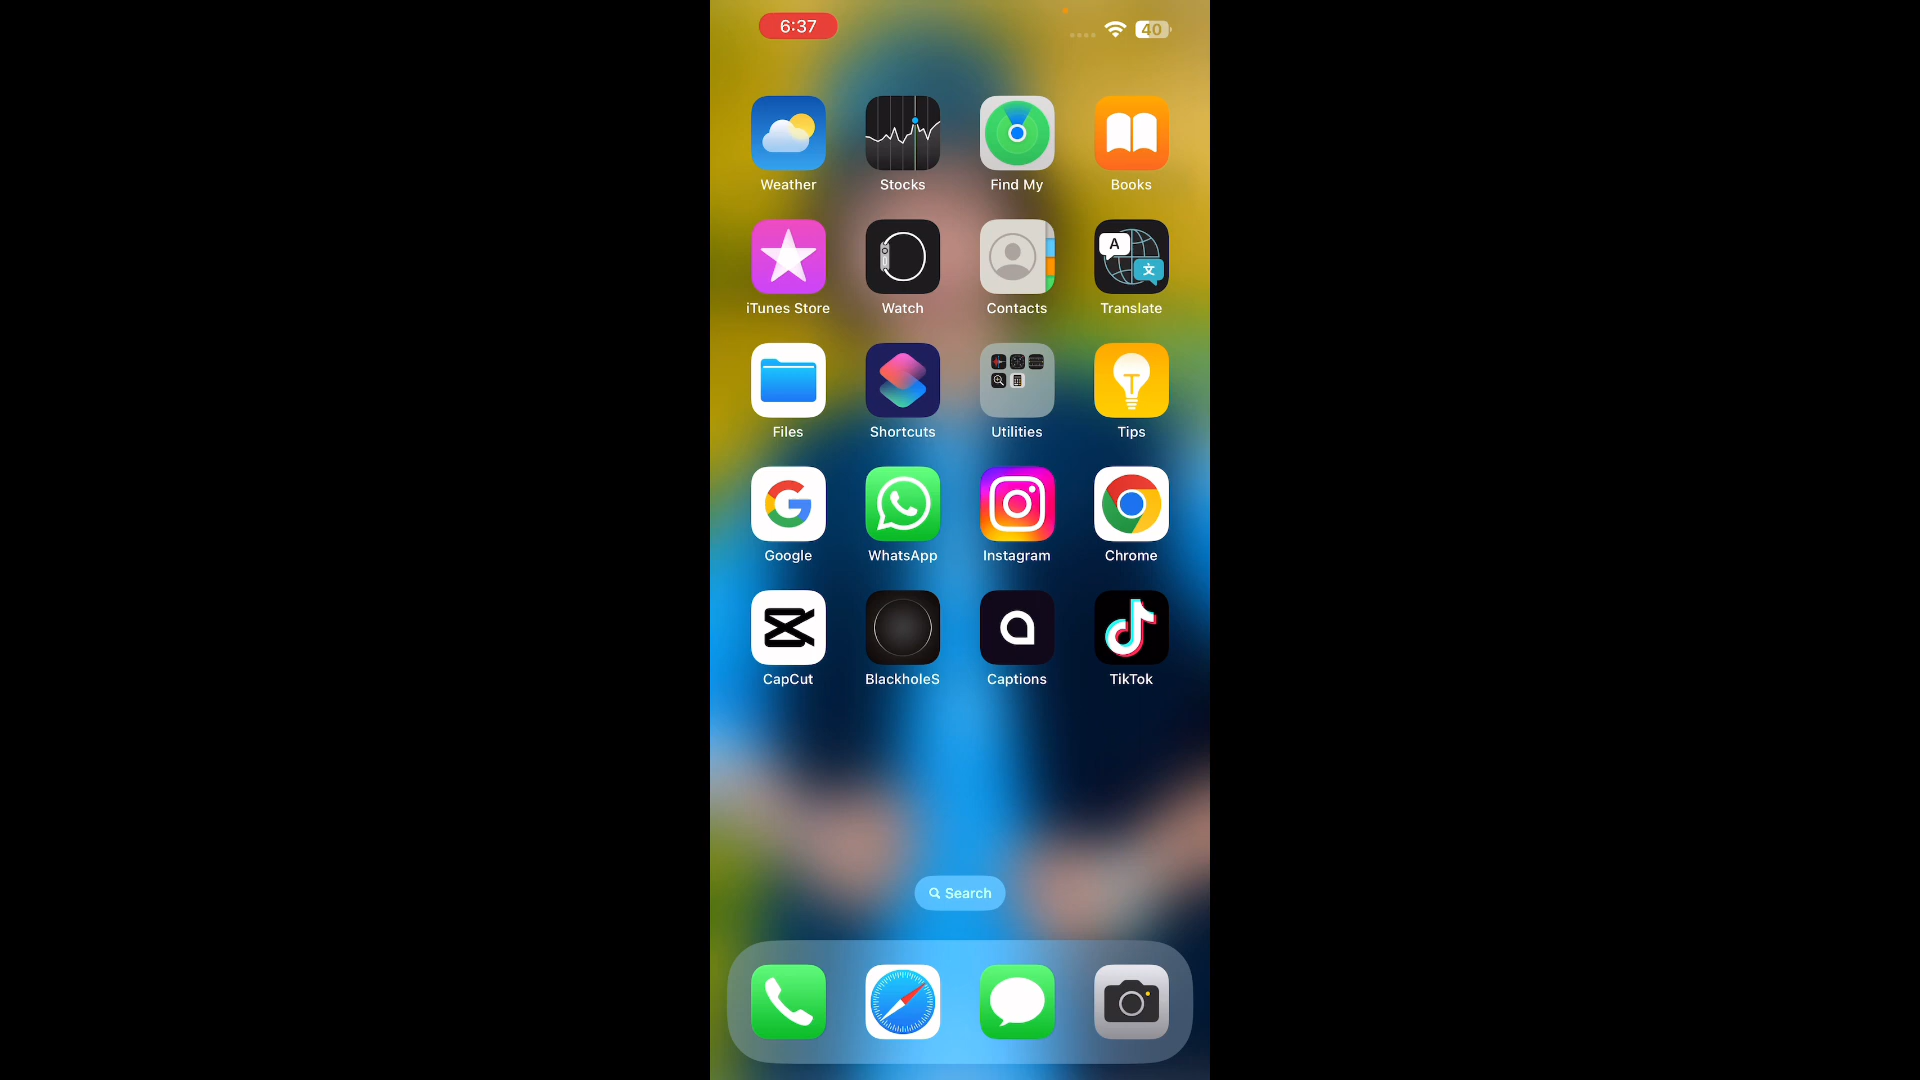 6:37
40
Weather Stocks Find My Books
A
文
iTunes Store Watch Contacts Translate
Files Shortcuts Utilities Tips
Google WhatsApp Instagram Chrome
CapCut BlackholeS Captions TikTok
Search